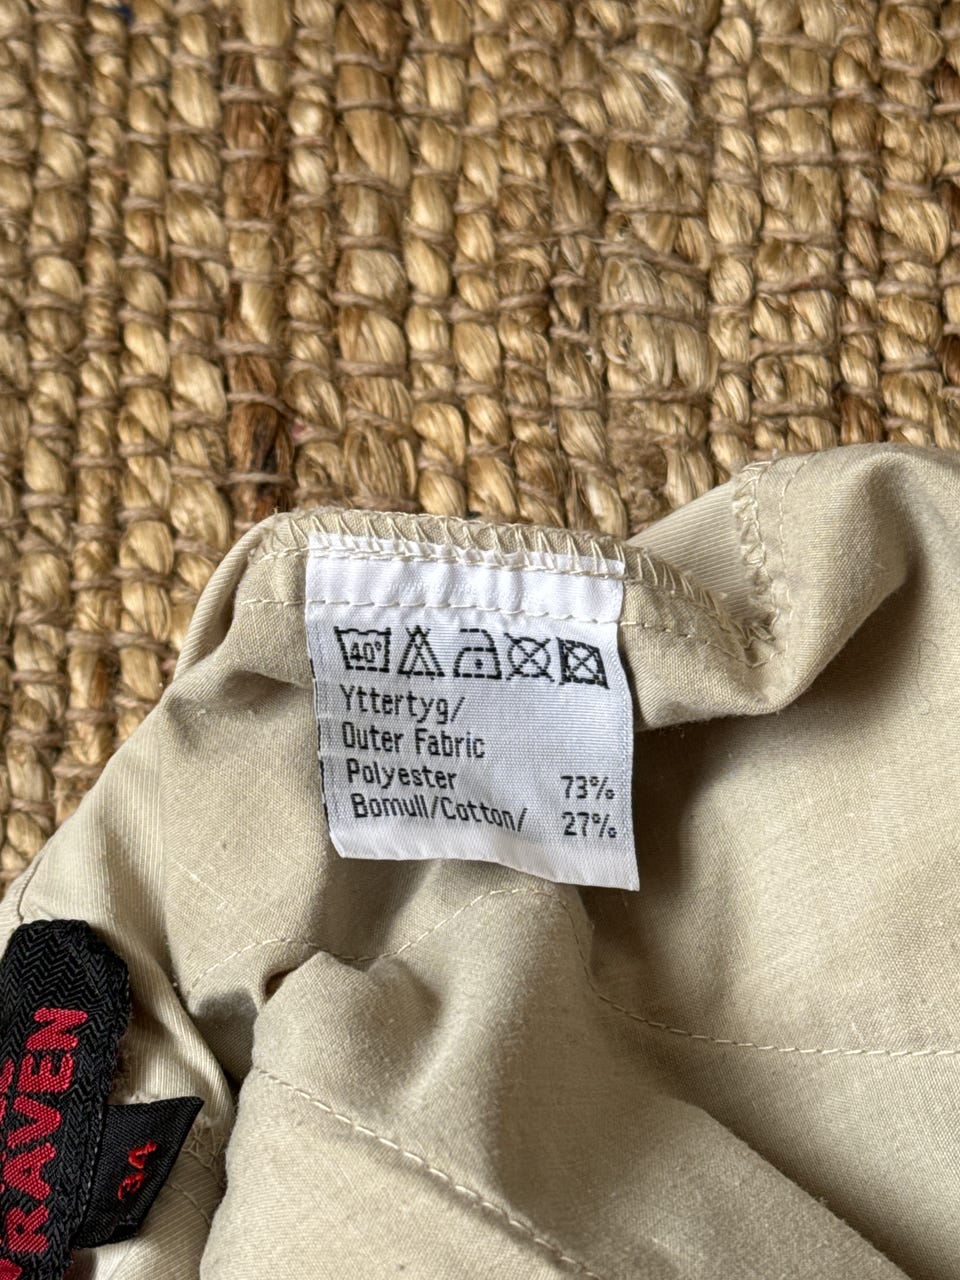 40°
Yttertyg/
Outer Fabric
Polyester 73%
Bomull/Cotton/ 27%
RAVEN
34